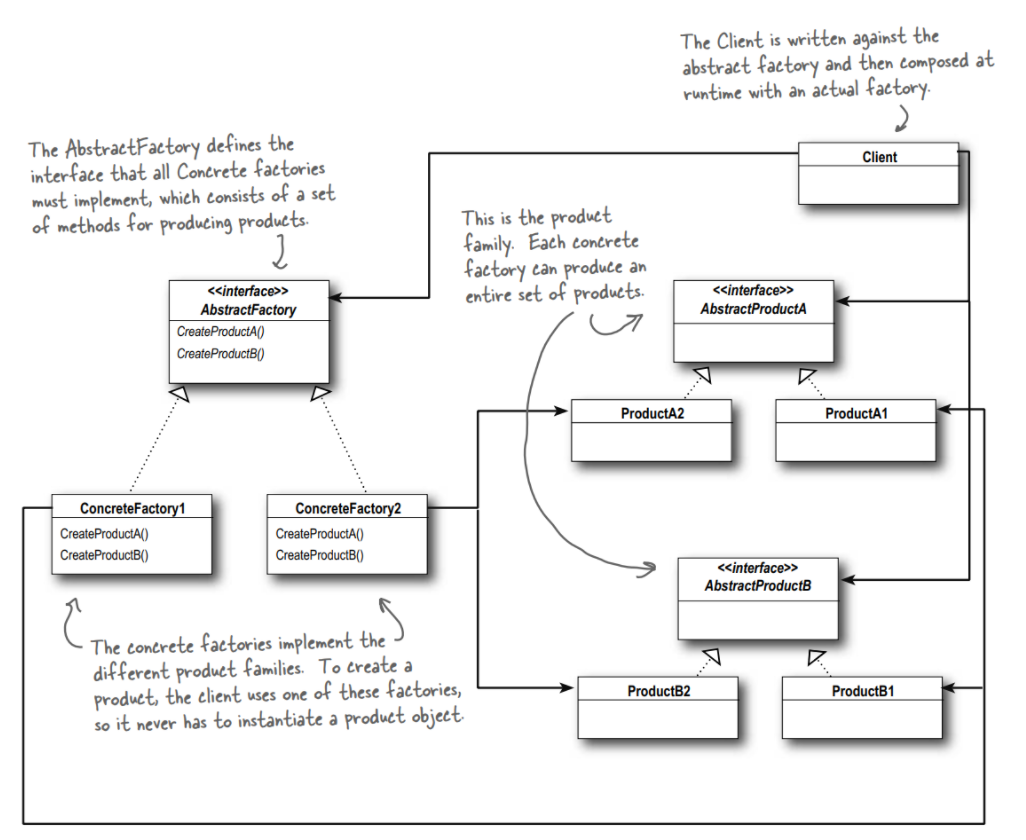 The Client is written against the
abstract factory and then composed at
runtime with an actual factory.
Client
The AbstractFactory defines the
interface that all Concrete factories
must implement, which consists of a set
of methods for producing products.
This is the product
family. Each concrete
factory can produce an
entire set of products.
<<interface>>
AbstractFactory
CreateProductA()
CreateProductB()
<<interface>>
AbstractProductA
ProductA2
ProductA1
ConcreteFactory1
CreateProductA()
CreateProductB()
ConcreteFactory2
CreateProductA()
CreateProductB()
<<interface>>
AbstractProductB
ProductB2
ProductB1
The concrete factories implement the
different product families. To create a
product, the client uses one of these factories,
so it never has to instantiate a product object.